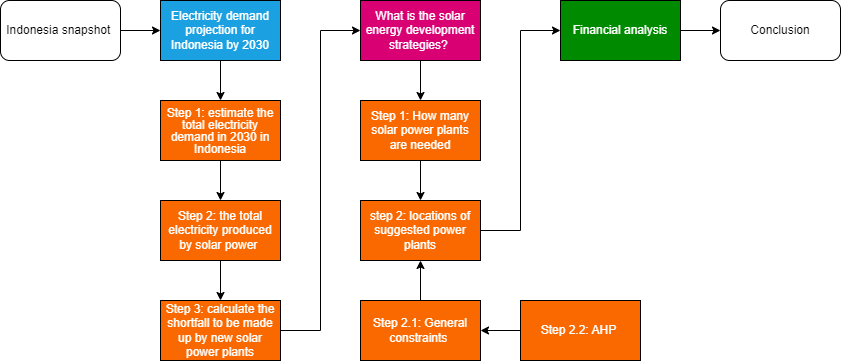 Indonesia snapshot
Electricity demand
projection for
Indonesia by 2030
What is the solar
energy development
strategies?
Financial analysis
Conclusion
Step 1: estimate the
total electricity
demand in 2030 in
Indonesia
Step 1: How many
solar power plants
are needed
Step 2: the total
electricity produced
by solar power
step 2: locations of
suggested power
plants
Step 3: calculate the
shortfall to be made
up by new solar
power plants
Step 2.1: General
constraints
Step 2.2: AHP